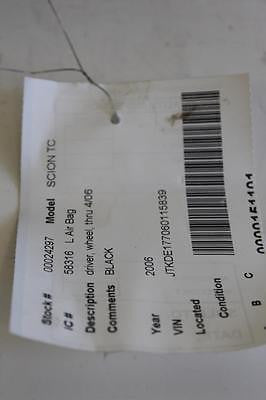 Stock # 00024297 Model SCION TC
IC # 58316 L Air Bag
Description driver, wheel, thru 4/06
Comments BLACK
Year 2006
VIN JTKDE177060115839
Located
Condition
B C
0000151101